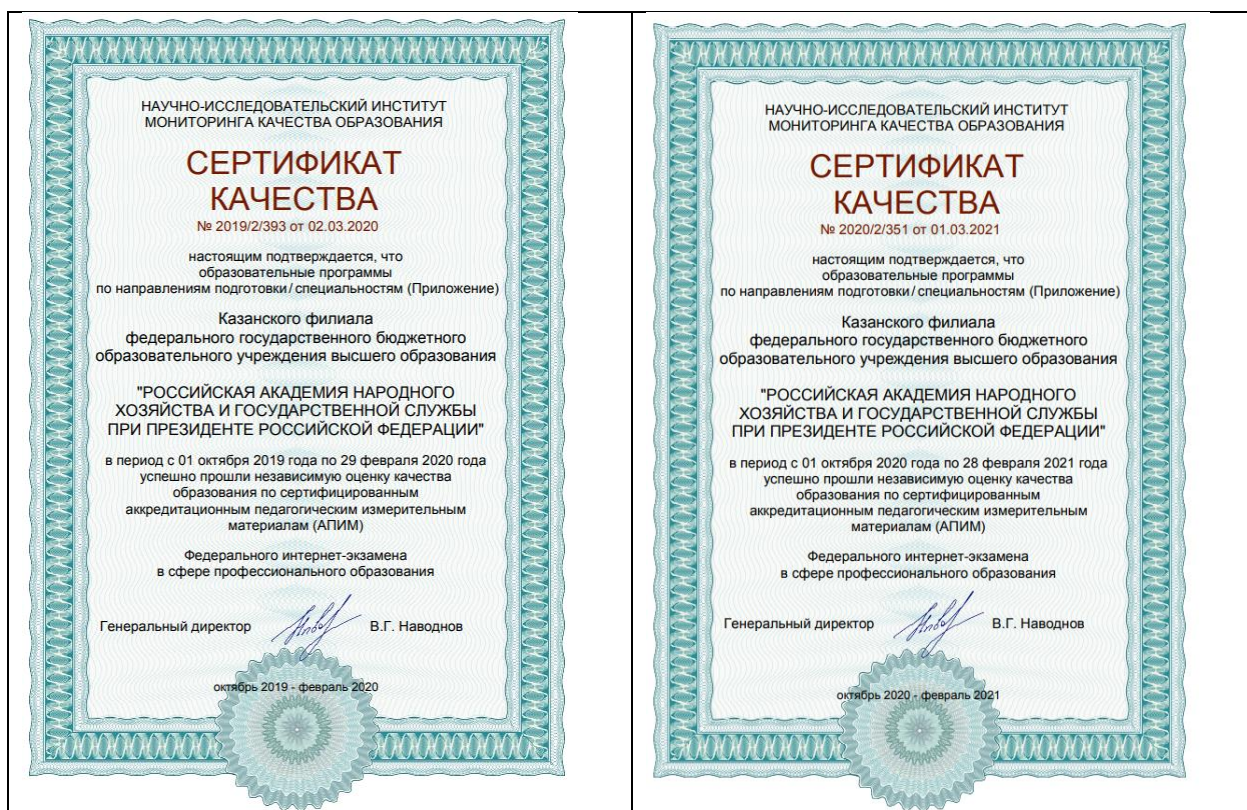 НАУЧНО-ИССЛЕДОВАТЕЛЬСКИЙ ИНСТИТУТ
МОНИТОРИНГА КАЧЕСТВА ОБРАЗОВАНИЯ
СЕРТИФИКАТ
КАЧЕСТВА
№ 2019/2/393 от 02.03.2020
настоящим подтверждается, что
образовательные программы
по направлениям подготовки/специальностям (Приложение)
Казанского филиала
федерального государственного бюджетного
образовательного учреждения высшего образования
"РОССИЙСКАЯ АКАДЕМИЯ НАРОДНОГО
ХОЗЯЙСТВА И ГОСУДАРСТВЕННОЙ СЛУЖБЫ
ПРИ ПРЕЗИДЕНТЕ РОССИЙСКОЙ ФЕДЕРАЦИИ"
в период с 01 октября 2019 года по 29 февраля 2020 года
успешно прошли независимую оценку качества
образования по сертифицированным
аккредитационным педагогическим измерительным
материалам (АПИМ)
Федерального интернет-экзамена
в сфере профессионального образования
Генеральный директор В.Г. Наводнов
октябрь 2019 - февраль 2020
НАУЧНО-ИССЛЕДОВАТЕЛЬСКИЙ ИНСТИТУТ
МОНИТОРИНГА КАЧЕСТВА ОБРАЗОВАНИЯ
СЕРТИФИКАТ
КАЧЕСТВА
№ 2020/2/351 от 01.03.2021
настоящим подтверждается, что
образовательные программы
по направлениям подготовки/специальностям (Приложение)
Казанского филиала
федерального государственного бюджетного
образовательного учреждения высшего образования
"РОССИЙСКАЯ АКАДЕМИЯ НАРОДНОГО
ХОЗЯЙСТВА И ГОСУДАРСТВЕННОЙ СЛУЖБЫ
ПРИ ПРЕЗИДЕНТЕ РОССИЙСКОЙ ФЕДЕРАЦИИ"
в период с 01 октября 2020 года по 28 февраля 2021 года
успешно прошли независимую оценку качества
образования по сертифицированным
аккредитационным педагогическим измерительным
материалам (АПИМ)
Федерального интернет-экзамена
в сфере профессионального образования
Генеральный директор В.Г. Наводнов
октябрь 2020 - февраль 2021